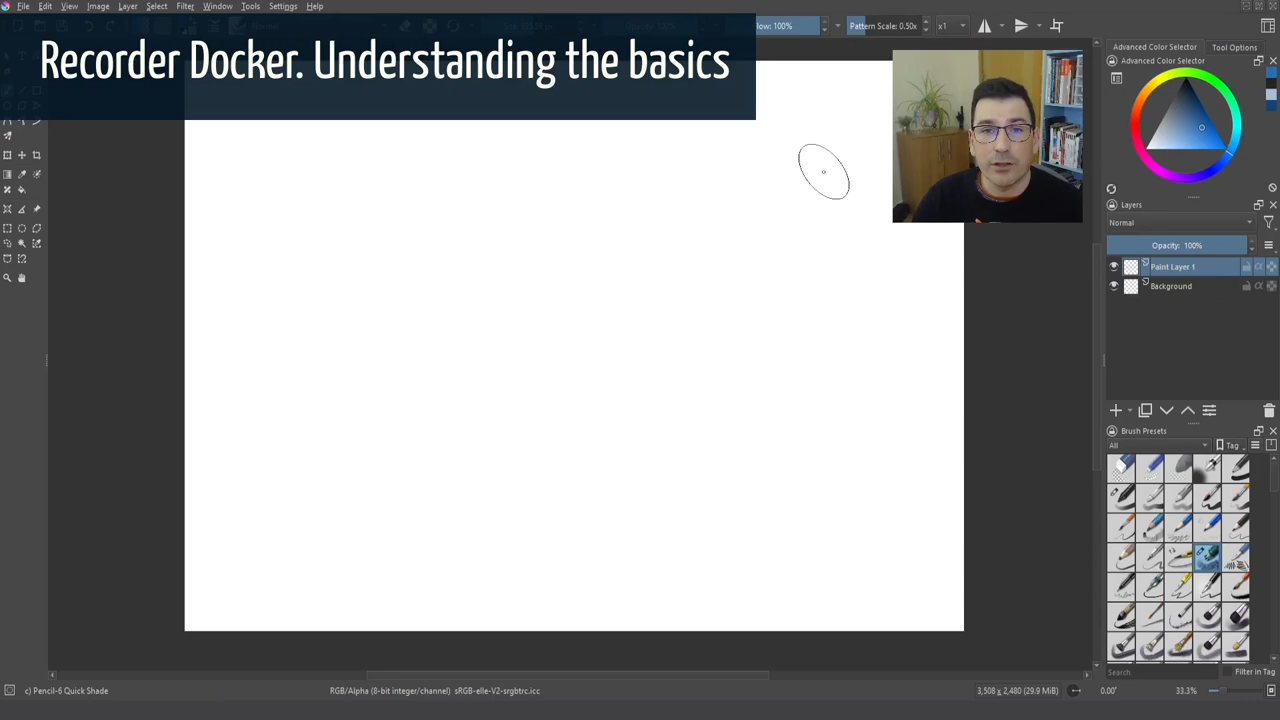 File Edit View Image Layer Select Filter Window Tools Settings Help
Recorder Docker. Understanding the basics
low: 100%
Pattern Scale: 0.50x
x1
Advanced Color Selector
Tool Options
Advanced Color Selector
Layers
Normal
Opacity: 100%
Paint Layer 1
Background
Brush Presets
All
Tag
Search
Filter in Tag
c) Pencil-6 Quick Shade
RGB/Alpha (8-bit integer/channel) sRGB-elle-V2-srgbtrc.icc
3,508 x 2,480 (29.9 MiB)
0.00°
33.3%